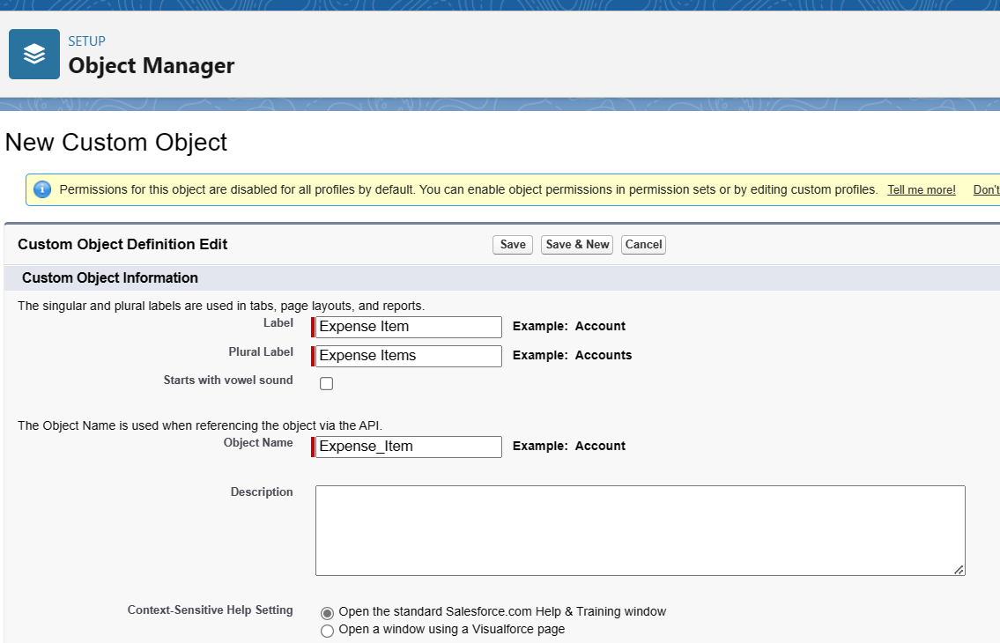 SETUP
Object Manager
New Custom Object
Permissions for this object are disabled for all profiles by default. You can enable object permissions in permission sets or by editing custom profiles. Tell me more! Don't
Custom Object Definition Edit Save Save & New Cancel
Custom Object Information
The singular and plural labels are used in tabs, page layouts, and reports.
Label Expense Item Example: Account
Plural Label Expense Items Example: Accounts
Starts with vowel sound
The Object Name is used when referencing the object via the API.
Object Name Expense_Item Example: Account
Description
Context-Sensitive Help Setting Open the standard Salesforce.com Help & Training window
Open a window using a Visualforce page